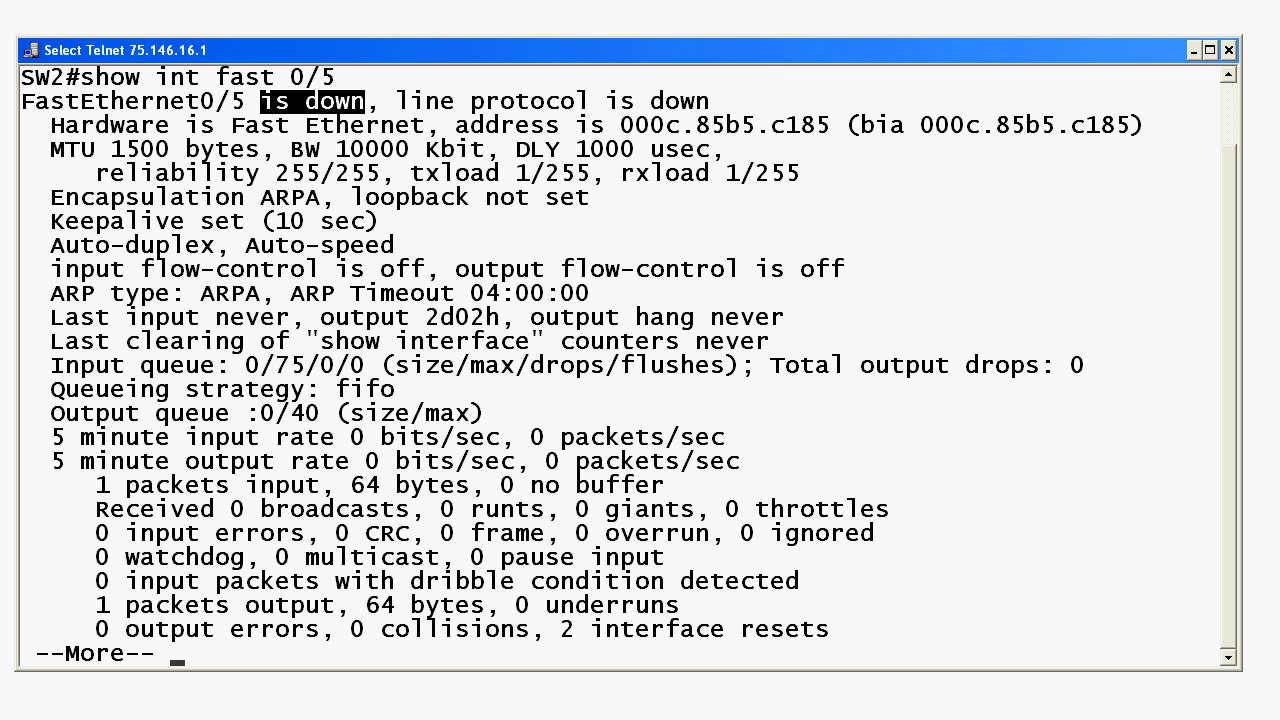 Select Telnet 75.146.16.1
SW2#show int fast 0/5
FastEthernet0/5 is down, line protocol is down
Hardware is Fast Ethernet, address is 000c.85b5.c185 (bia 000c.85b5.c185)
MTU 1500 bytes, BW 10000 Kbit, DLY 1000 usec,
reliability 255/255, txload 1/255, rxload 1/255
Encapsulation ARPA, loopback not set
Keepalive set (10 sec)
Auto-duplex, Auto-speed
input flow-control is off, output flow-control is off
ARP type: ARPA, ARP Timeout 04:00:00
Last input never, output 2d02h, output hang never
Last clearing of "show interface" counters never
Input queue: 0/75/0/0 (size/max/drops/flushes); Total output drops: 0
Queueing strategy: fifo
Output queue :0/40 (size/max)
5 minute input rate 0 bits/sec, 0 packets/sec
5 minute output rate 0 bits/sec, 0 packets/sec
1 packets input, 64 bytes, 0 no buffer
Received 0 broadcasts, 0 runts, 0 giants, 0 throttles
0 input errors, 0 CRC, 0 frame, 0 overrun, 0 ignored
0 watchdog, 0 multicast, 0 pause input
0 input packets with dribble condition detected
1 packets output, 64 bytes, 0 underruns
0 output errors, 0 collisions, 2 interface resets
--More--